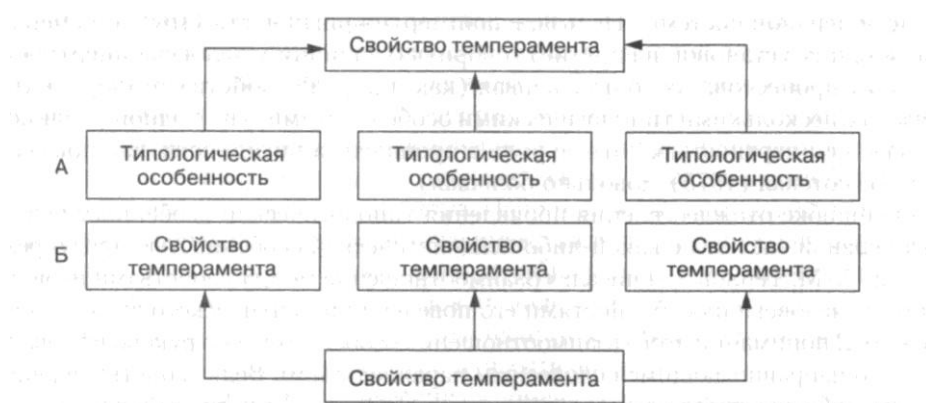 Свойство темперамента
А
Типологическая
особенность
Типологическая
особенность
Типологическая
особенность
Б
Свойство
темперамента
Свойство
темперамента
Свойство
темперамента
Свойство темперамента